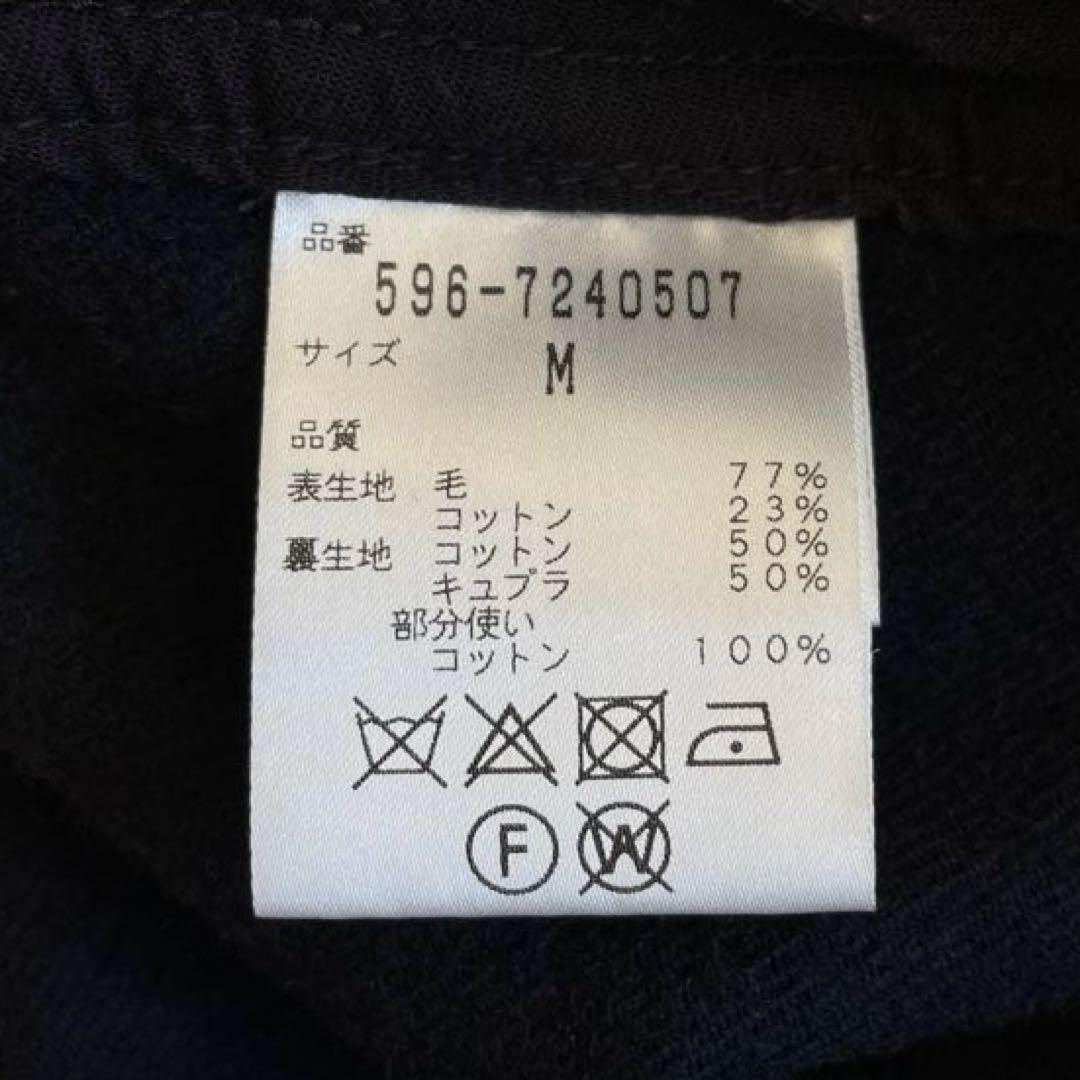 品番
596-7240507
サイズ
M
品質
表生地 毛 77%
コットン 23%
裏生地 コットン 50%
キュプラ 50%
部分使い
コットン 100%
F
W